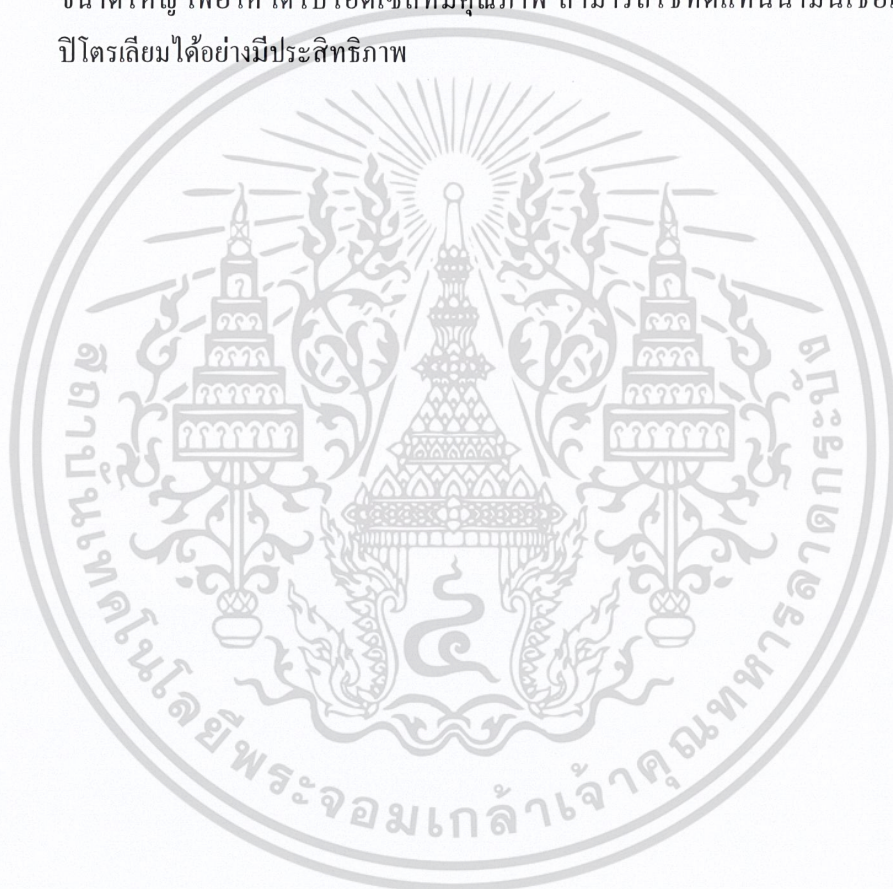 ขนาดใหญ่ เพื่อให้ได้ไบโอดีเซลที่มีคุณภาพ สามารถใช้ทดแทนน้ำมันเชื้อ
ปิโตรเลียมได้อย่างมีประสิทธิภาพ
สถาบันเทคโนโลยีพระจอมเกล้าเจ้าคุณทหารลาดกระบัง
๔